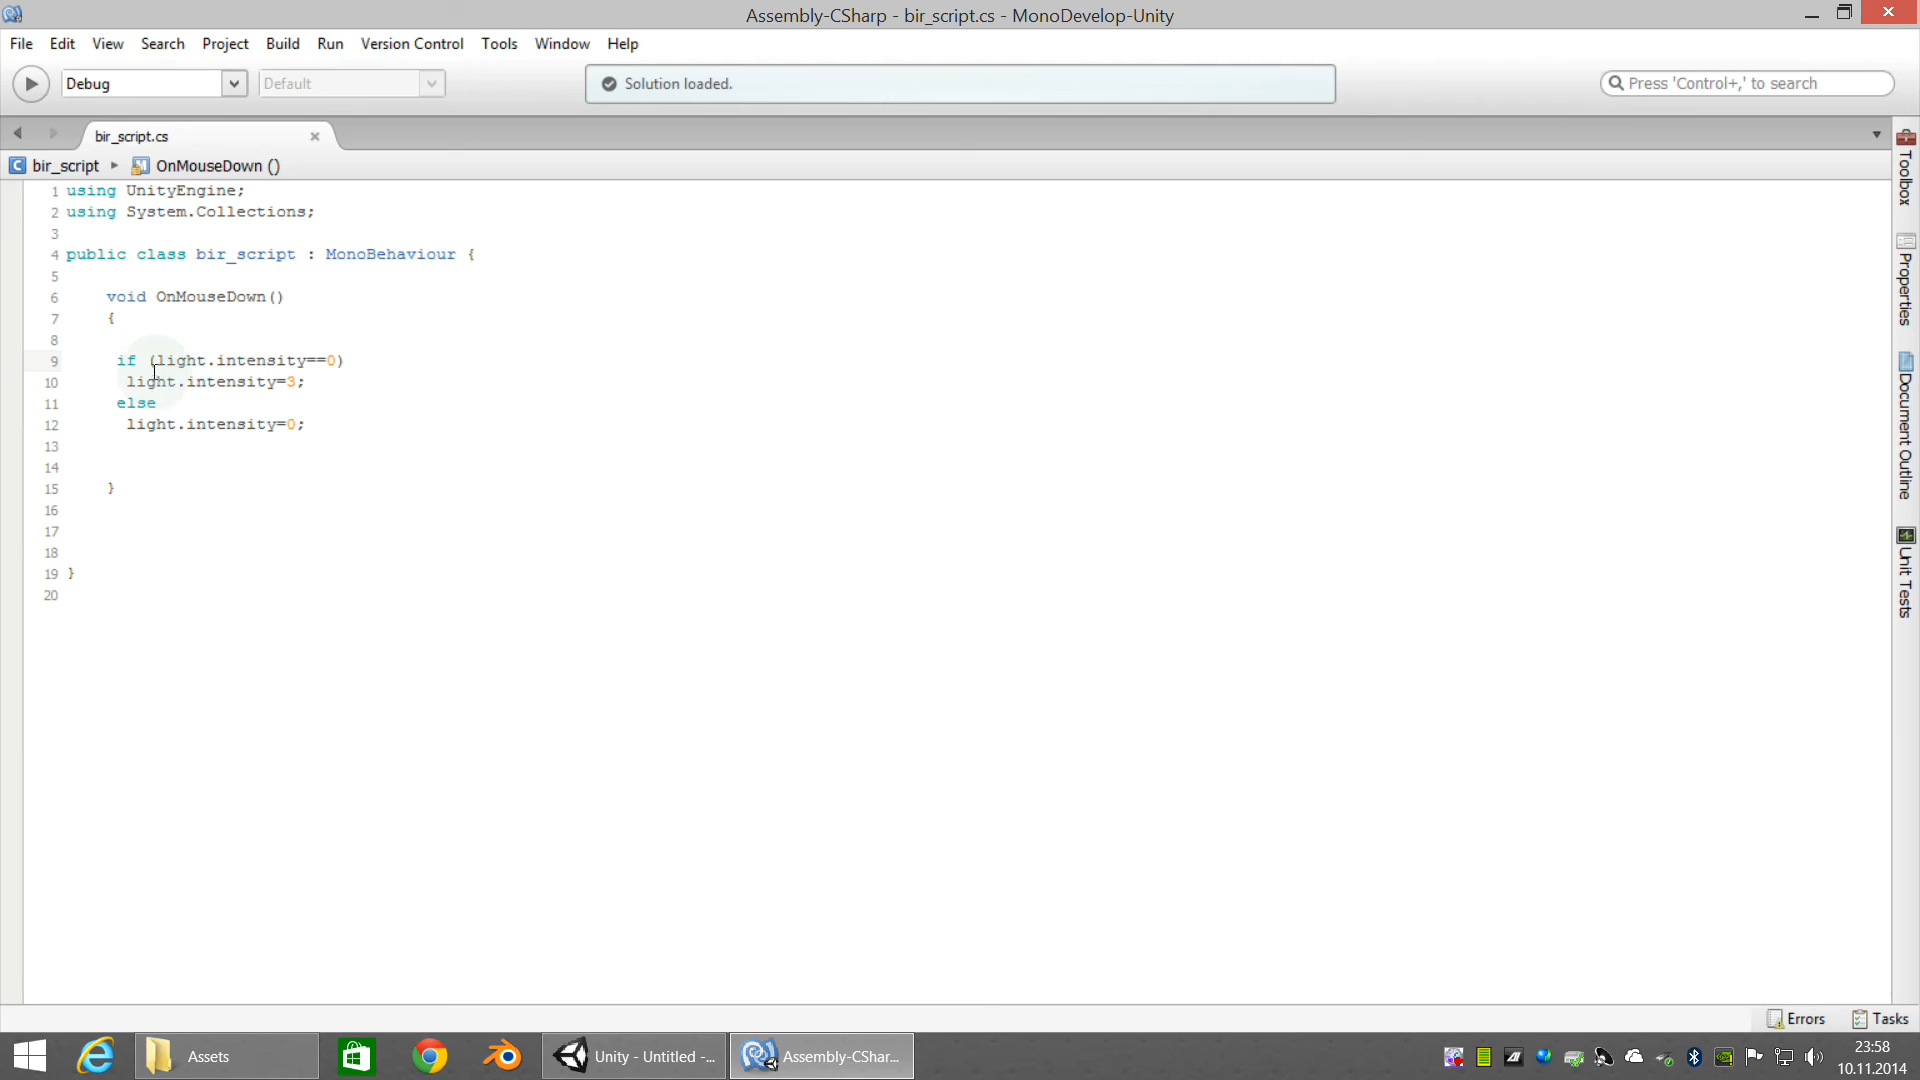 Assembly-CSharp - bir_script.cs - MonoDevelop-Unity
File Edit View Search Project Build Run Version Control Tools Window Help
Debug Default Solution loaded. Press 'Control+,' to search
bir_script.cs
bir_script OnMouseDown ()
1 using UnityEngine;
2 using System.Collections;
3
4 public class bir_script : MonoBehaviour {
5
6 void OnMouseDown()
7 {
8
9 if (light.intensity==0)
10 light.intensity=3;
11 else
12 light.intensity=0;
13
14
15 }
16
17
18
19 }
20
Toolbox
Properties
Document Outline
Unit Tests
Errors Tasks
Assets Unity - Untitled -... Assembly-CShar... 23:58
10.11.2014